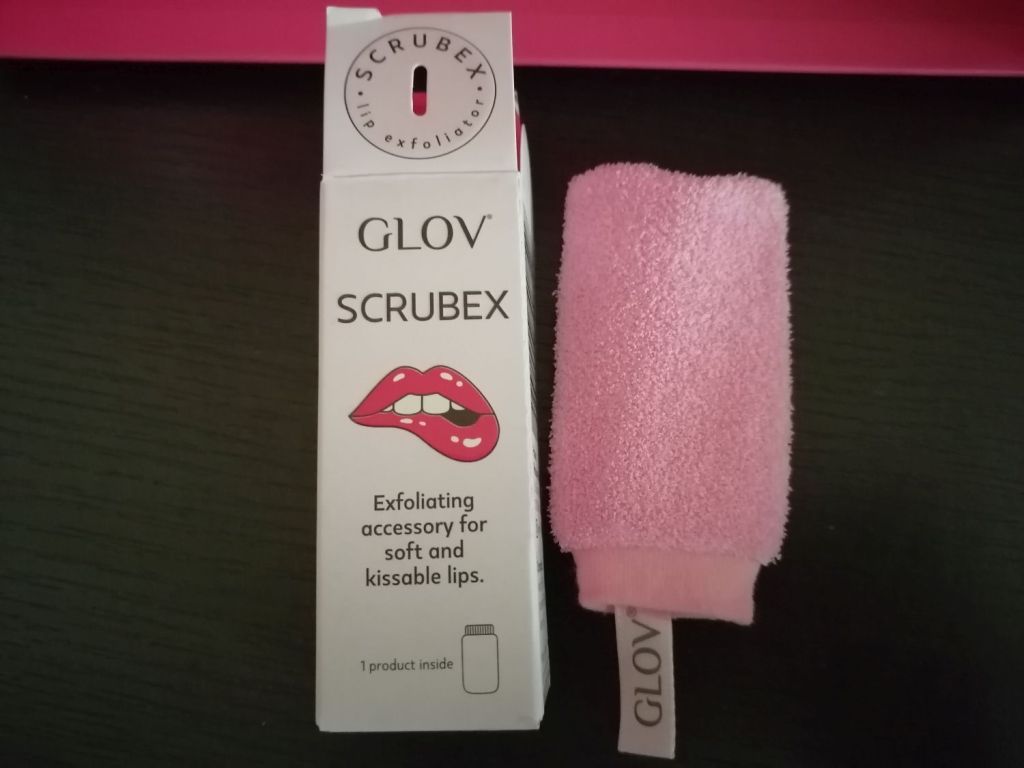 SCRUBEX
lip exfoliator
GLOV®
SCRUBEX
Exfoliating
accessory for
soft and
kissable lips.
1 product inside
GLOV®